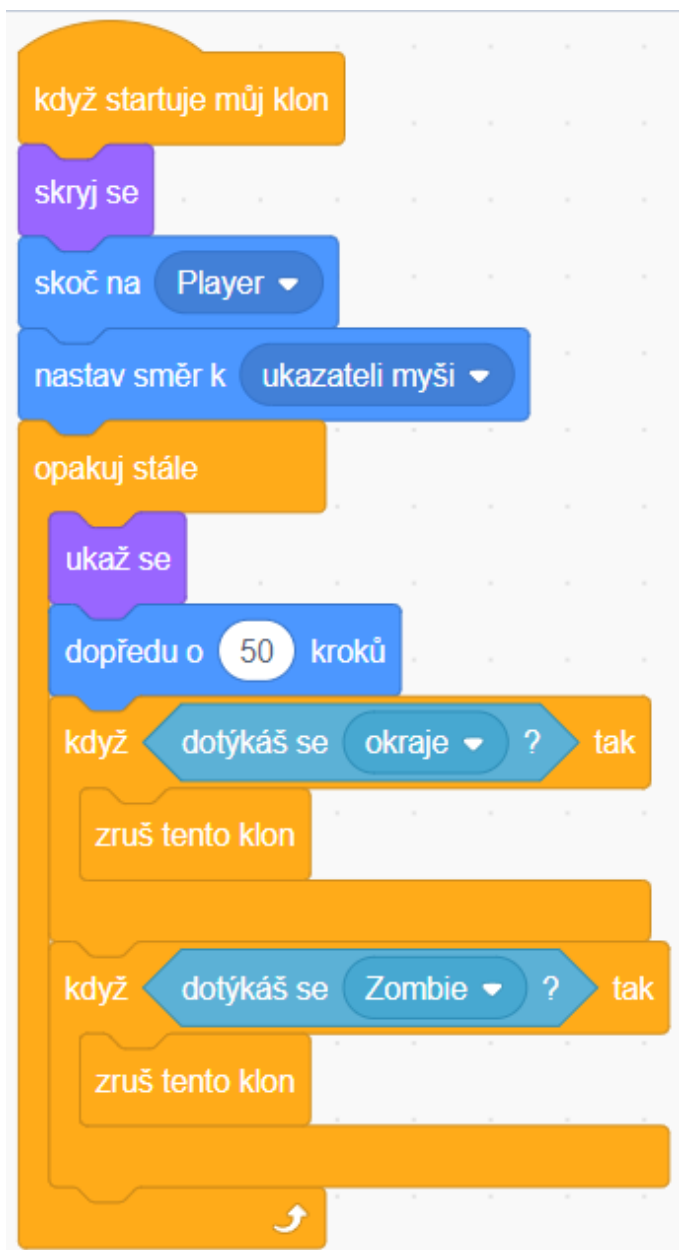 když startuje můj klon
skryj se
skoč na Player
nastav směr k ukazateli myši
opakuj stále
ukaž se
dopředu o 50 kroků
když dotýkáš se okraje ? tak
zruš tento klon
když dotýkáš se Zombie ? tak
zruš tento klon